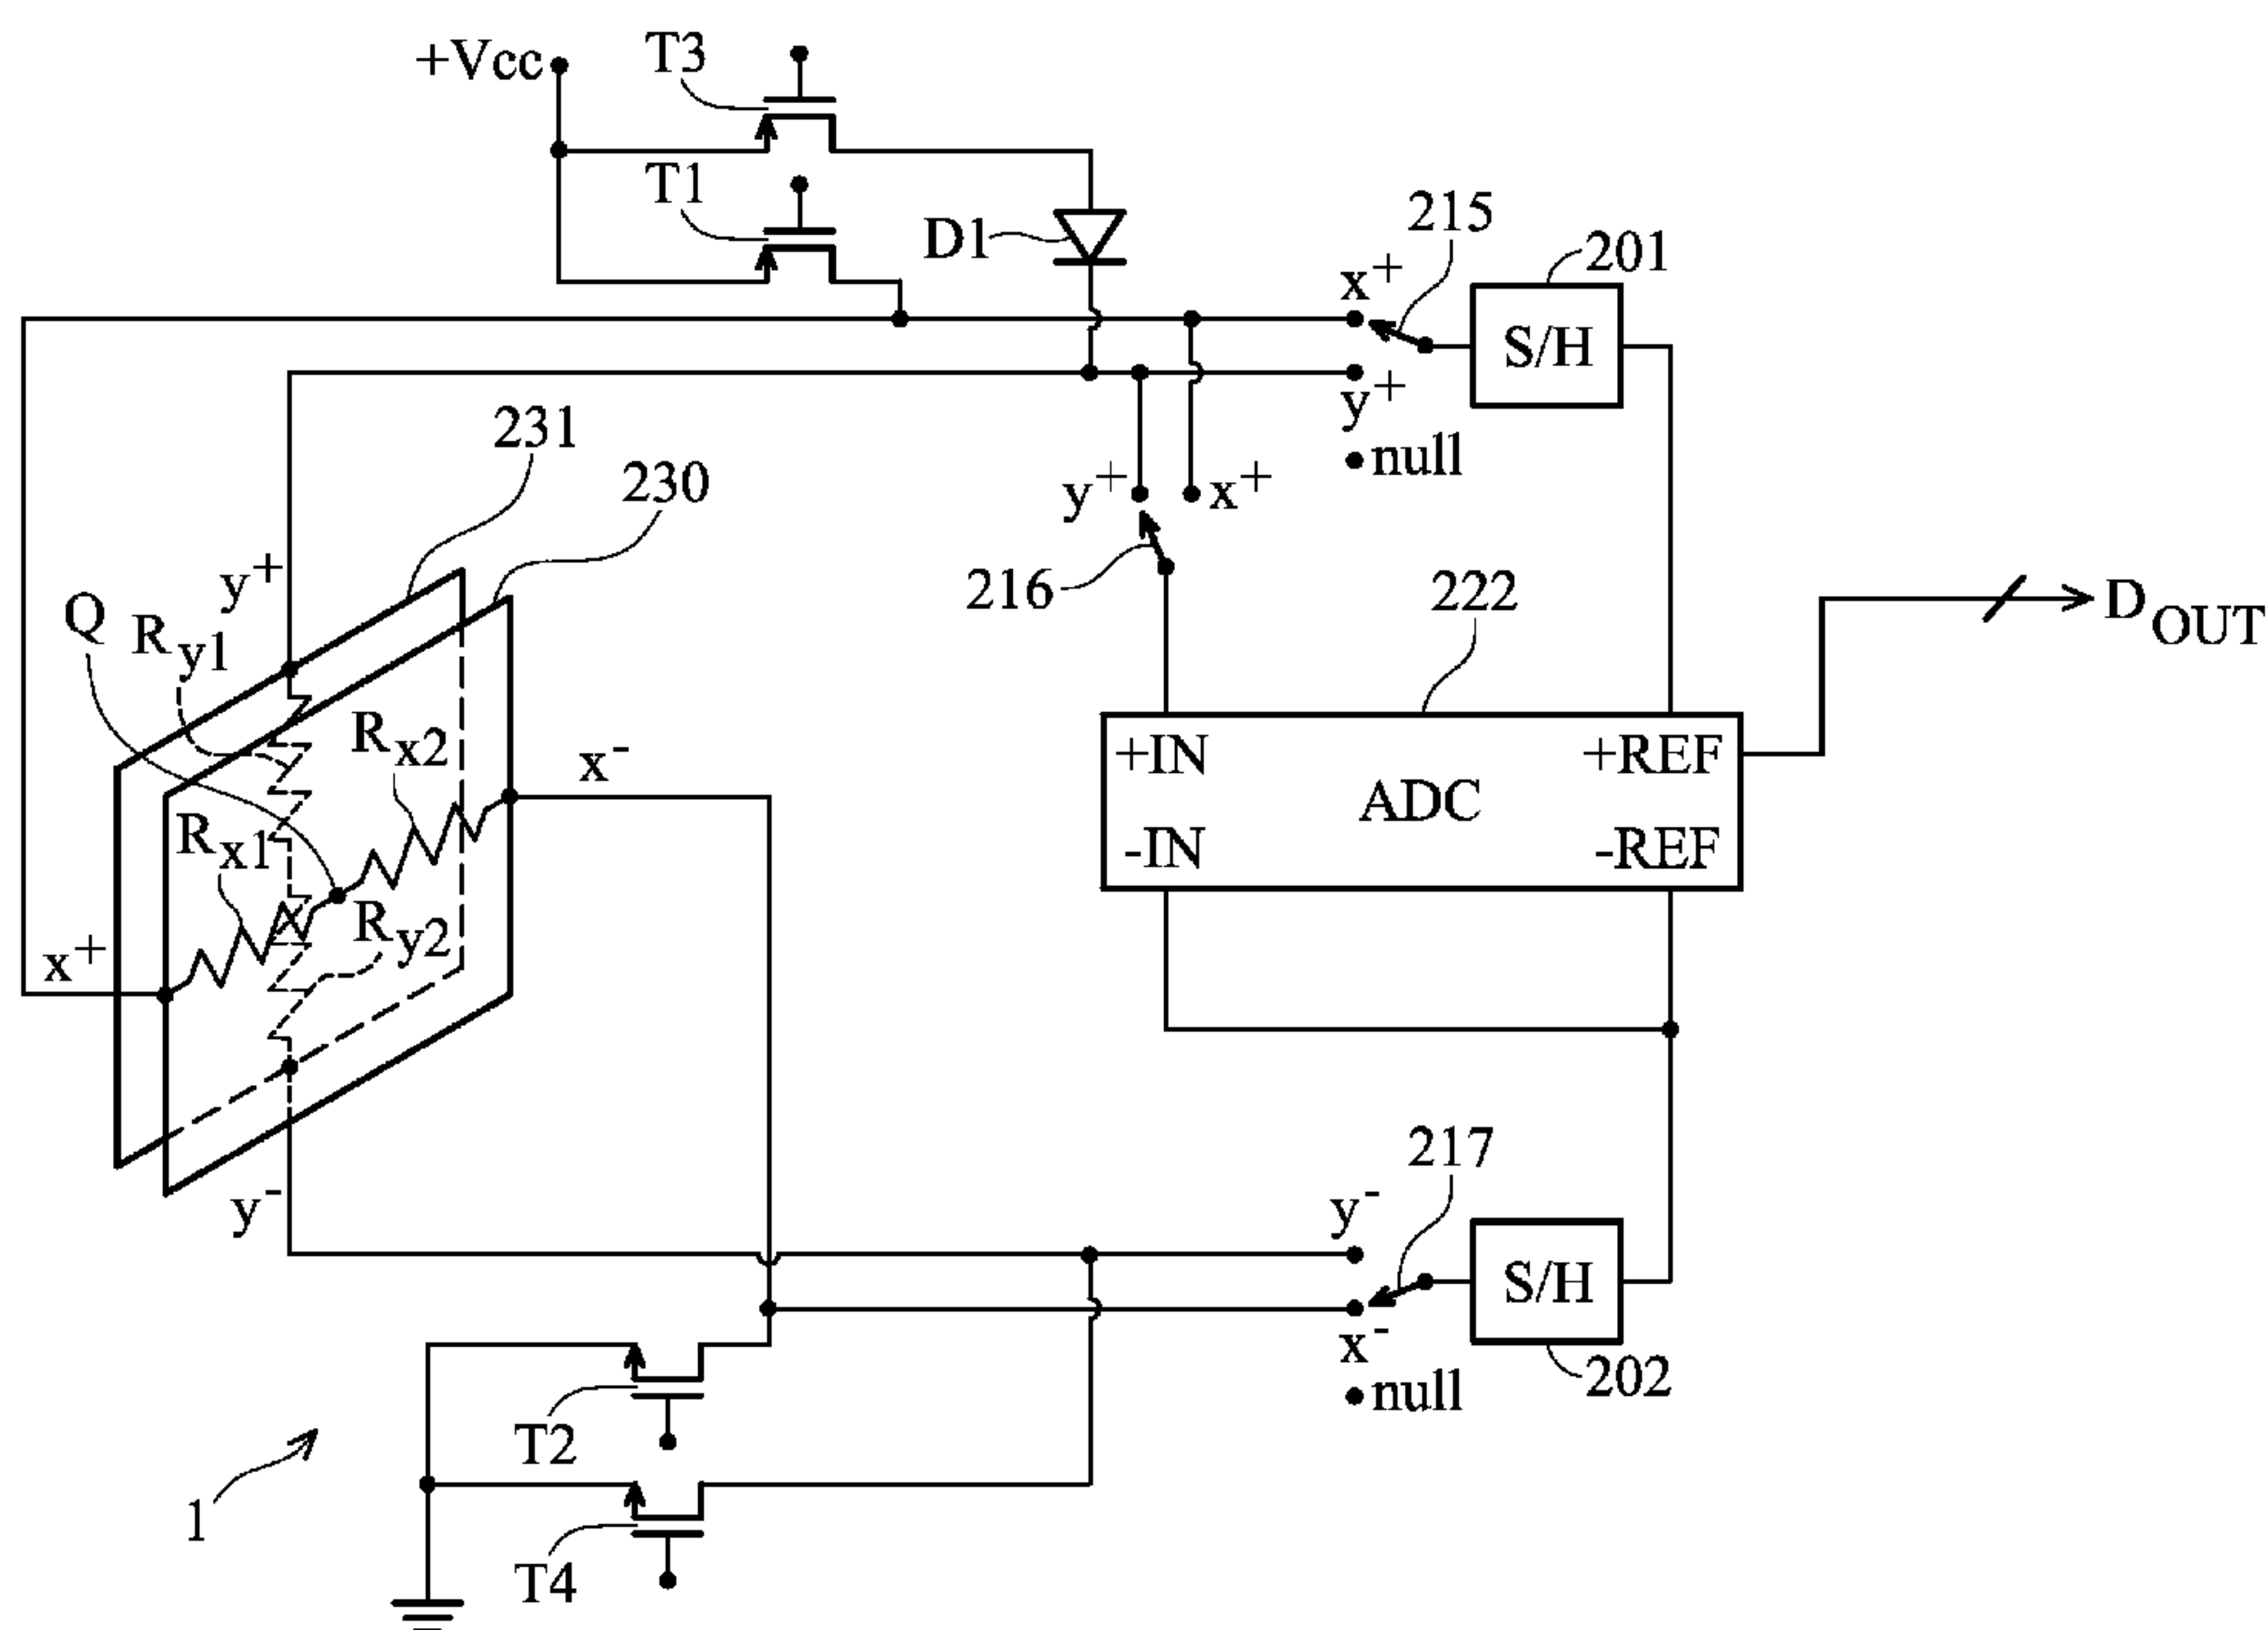 +Vcc
T3
T1
D1
215
201
x+
S/H
y+
null
231
230
y+
x+
216
222
DOUT
y+
Q
Ry1
Rx2
x-
+IN
+REF
ADC
-IN
-REF
Rx1
Ry2
x+
y-
217
y-
S/H
x-
null
202
T2
1
T4